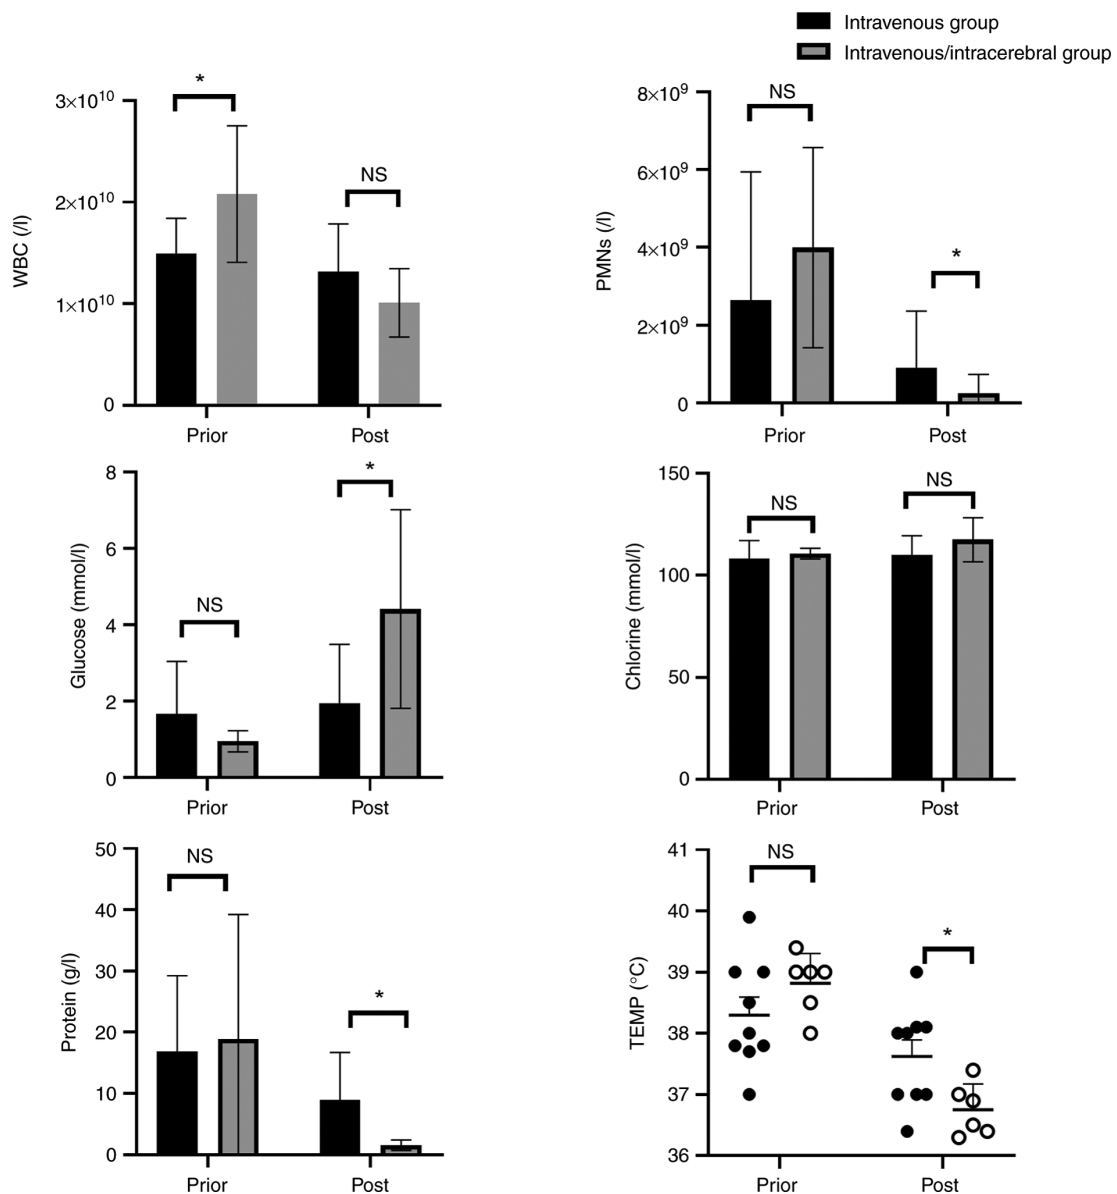 Intravenous group
Intravenous/intracerebral group
WBC (/l)
3×10¹⁰
2×10¹⁰
1×10¹⁰
0
*
NS
Prior
Post
PMNs (/l)
8×10⁹
6×10⁹
4×10⁹
2×10⁹
0
NS
*
Prior
Post
Glucose (mmol/l)
8
6
4
2
0
NS
*
Prior
Post
Chlorine (mmol/l)
150
100
50
0
NS
NS
Prior
Post
Protein (g/l)
50
40
30
20
10
0
NS
*
Prior
Post
TEMP (°C)
41
40
39
38
37
36
NS
*
Prior
Post